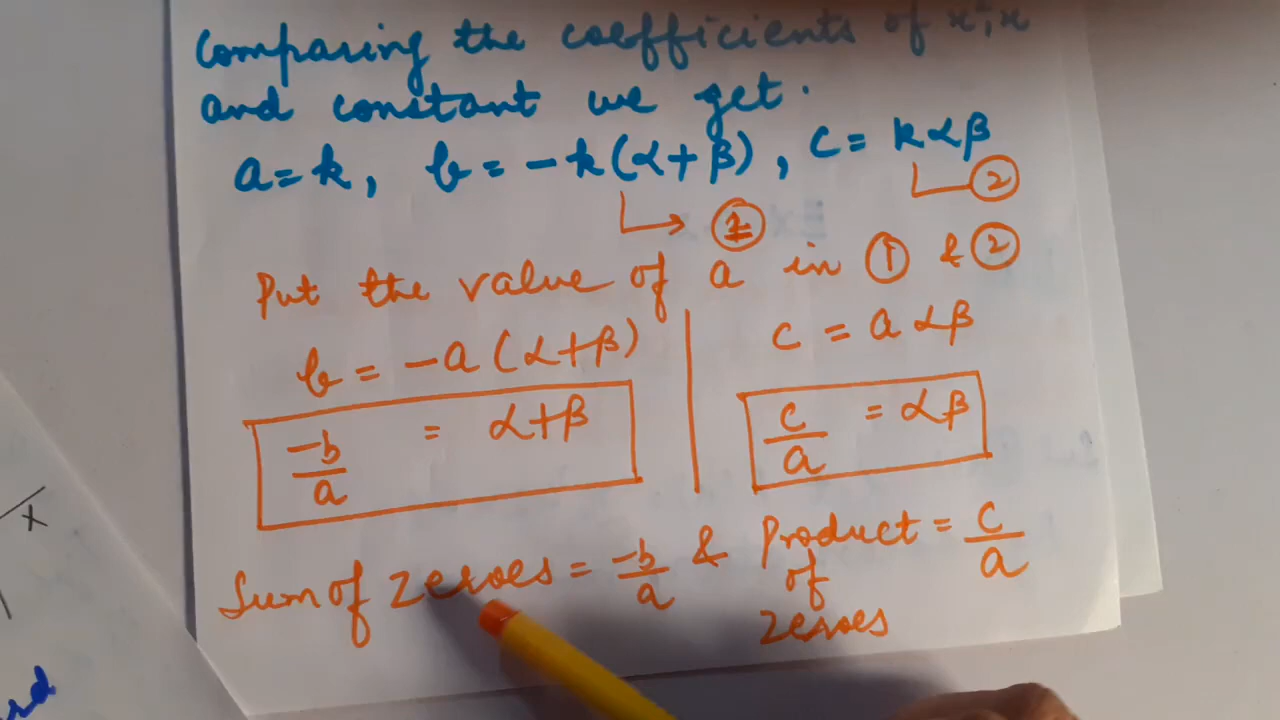 Comparing the coefficients of x², x
and constant we get.
a = k, b = -k(α+β), c = kαβ
②
①
Put the value of a in ① & ②
b = -a(α+β)
c = aαβ
-b/a = α+β
c/a = αβ
Sum of zeroes = -b/a & Product = c/a
of
zeroes
x